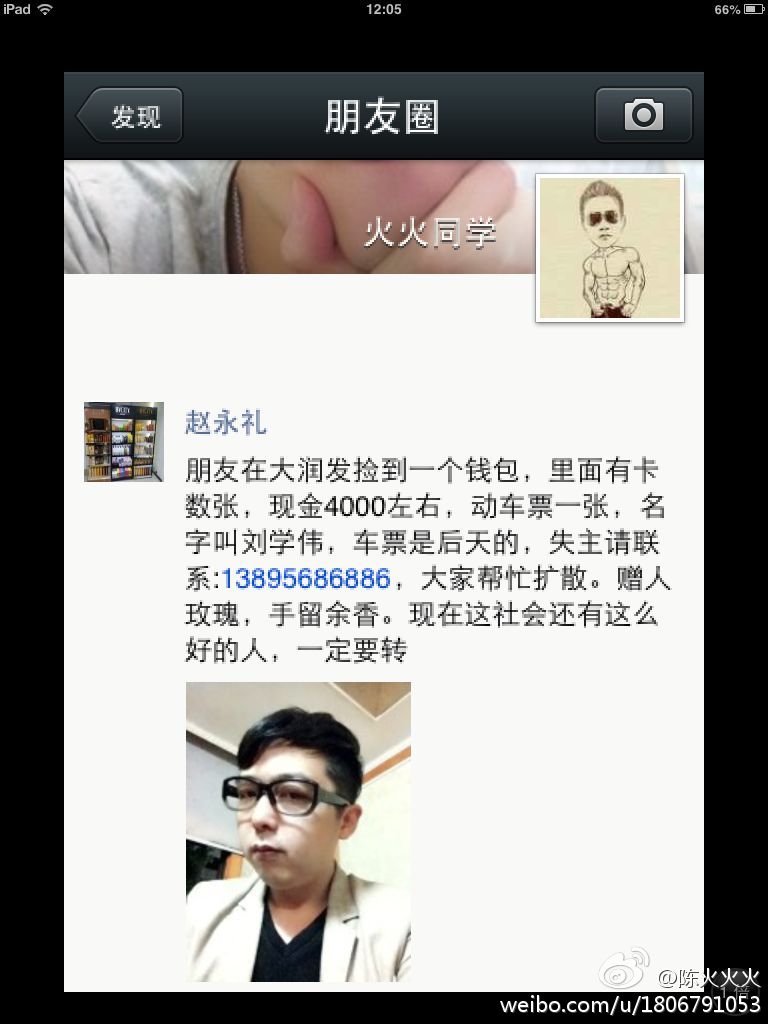 iPad
12:05
66%
发现
朋友圈
火火同学
赵永礼
朋友在大润发捡到一个钱包，里面有卡
数张，现金4000左右，动车票一张，名
字叫刘学伟，车票是后天的，失主请联
系:13895686886，大家帮忙扩散。赠人
玫瑰，手留余香。现在这社会还有这么
好的人，一定要转
@陈火火火
1倍
weibo.com/u/1806791053